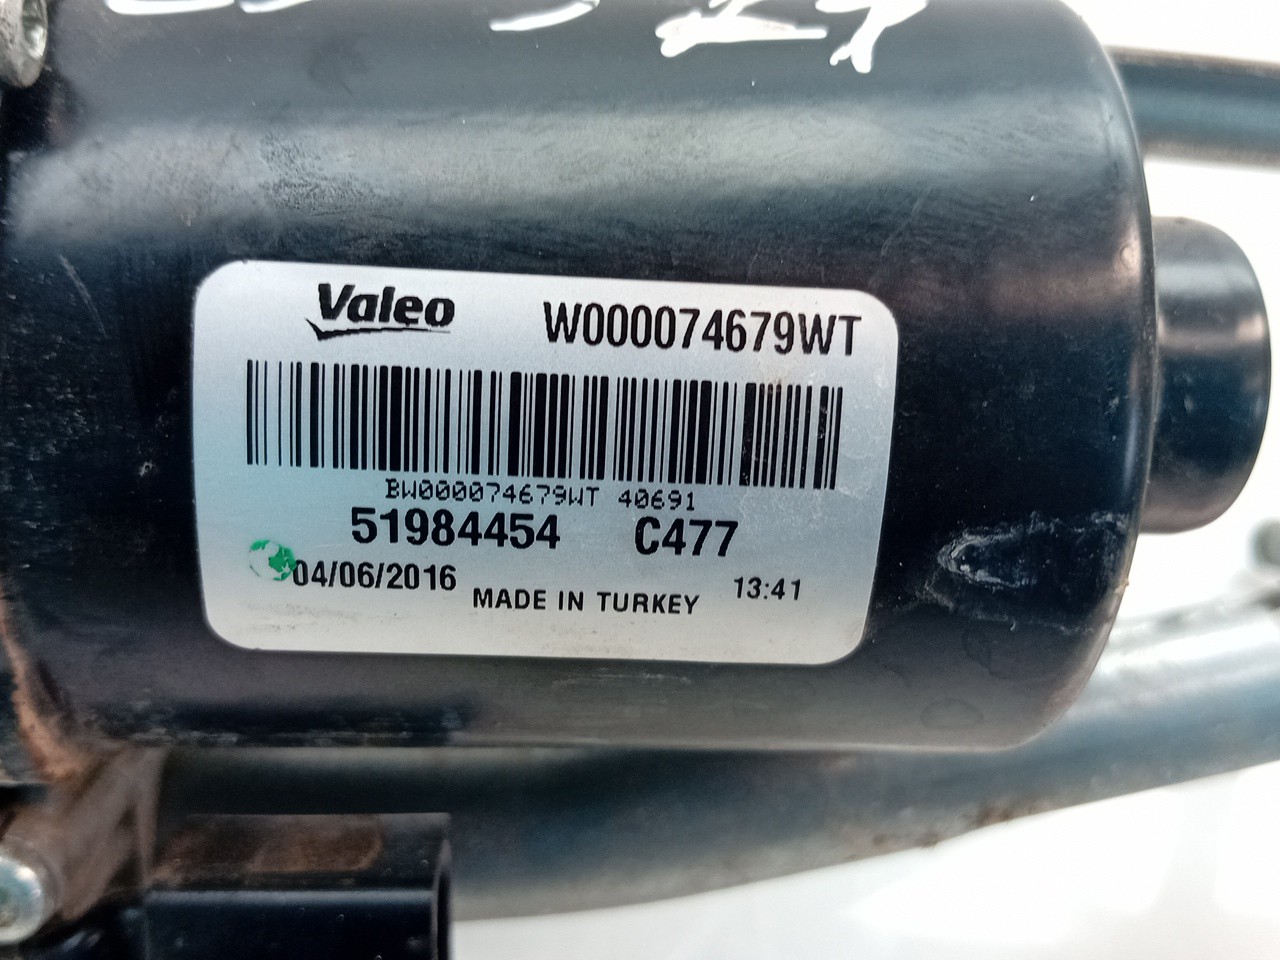 Valeo W000074679WT
BW000074679WT 40691
51984454 C477
04/06/2016 MADE IN TURKEY 13:41